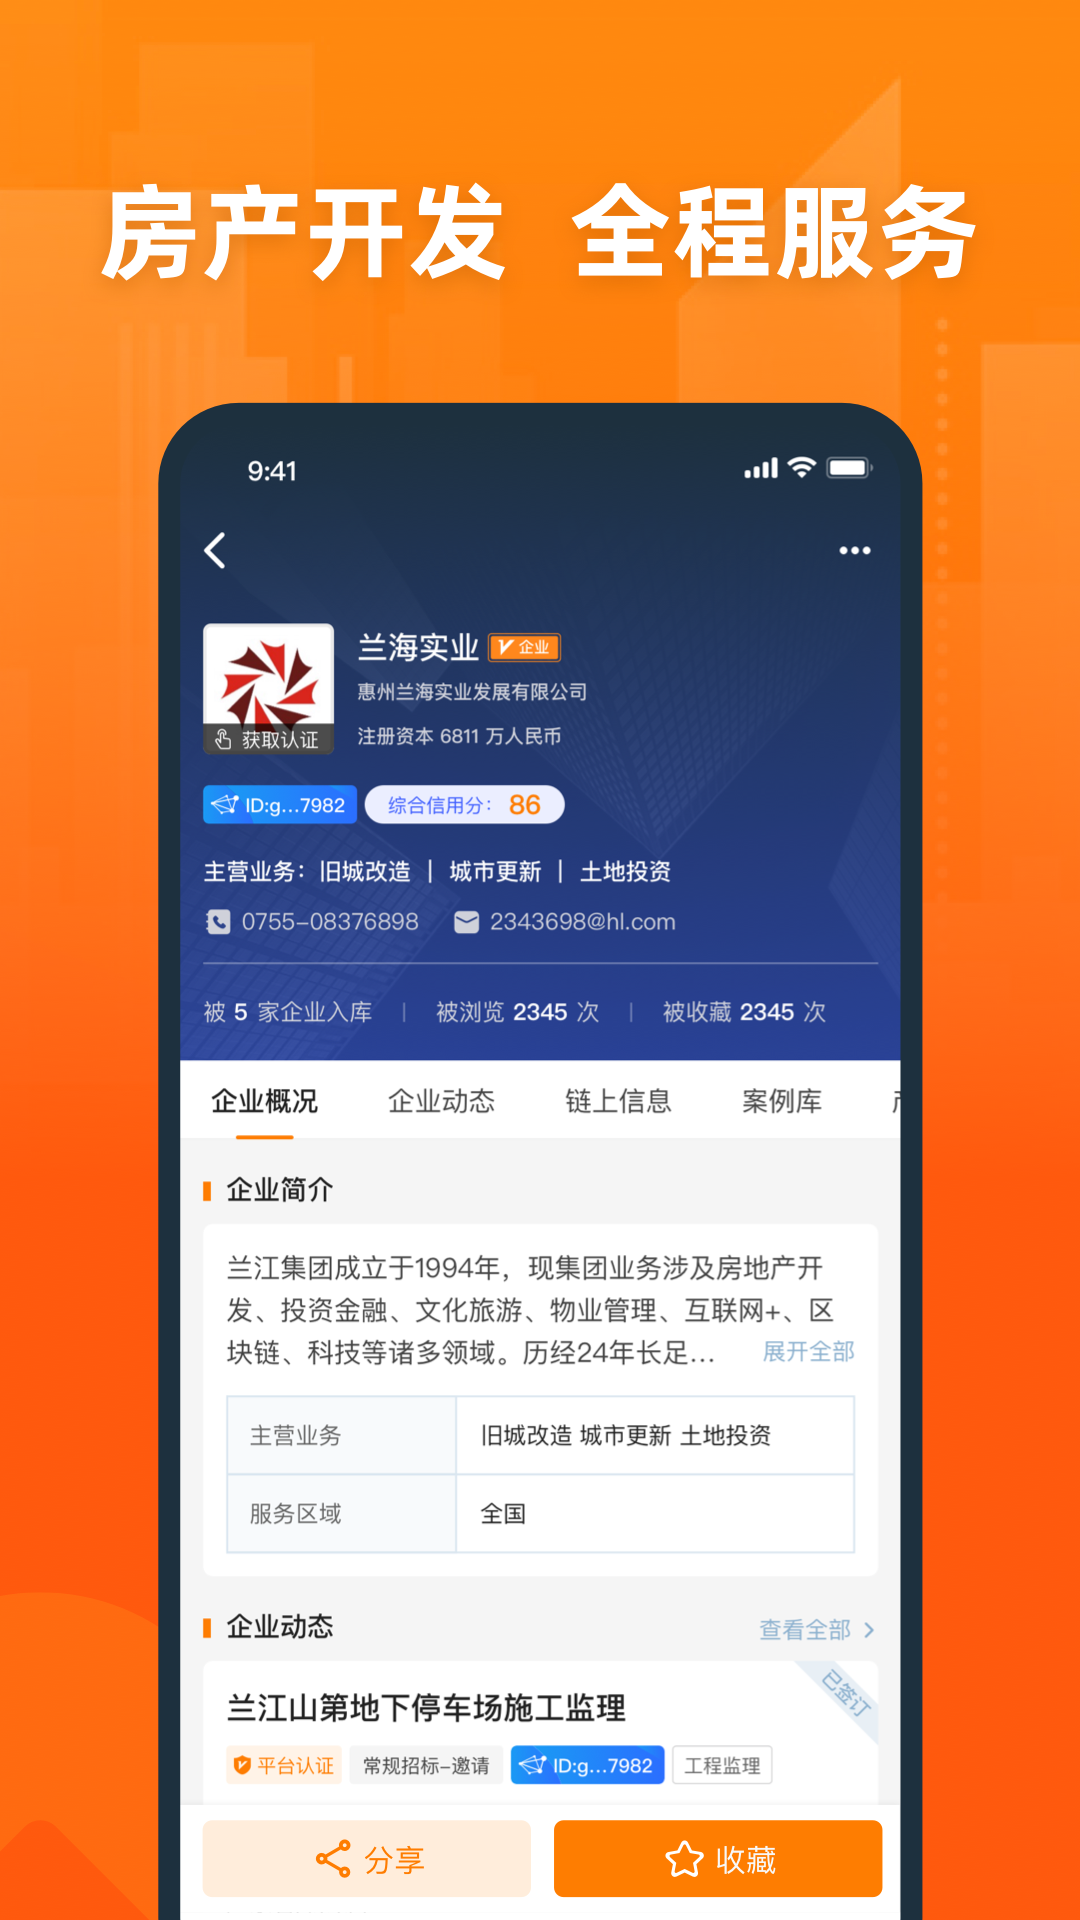 房产开发 全程服务
9:41
兰海实业 企业
惠州兰海实业发展有限公司
获取认证
注册资本 6811 万人民币
ID:g...7982 综合信用分： 86
主营业务： 旧城改造 | 城市更新 | 土地投资
0755-08376898 2343698@hl.com
被 5 家企业入库 | 被浏览 2345 次 | 被收藏 2345 次
企业概况 企业动态 链上信息 案例库
企业简介
兰江集团成立于1994年，现集团业务涉及房地产开
发、投资金融、文化旅游、物业管理、互联网+、区
块链、科技等诸多领域。历经24年长足... 展开全部
主营业务 旧城改造 城市更新 土地投资
服务区域 全国
企业动态 查看全部
已签订
兰江山第地下停车场施工监理
平台认证 常规招标-邀请 ID:g...7982 工程监理
分享 收藏